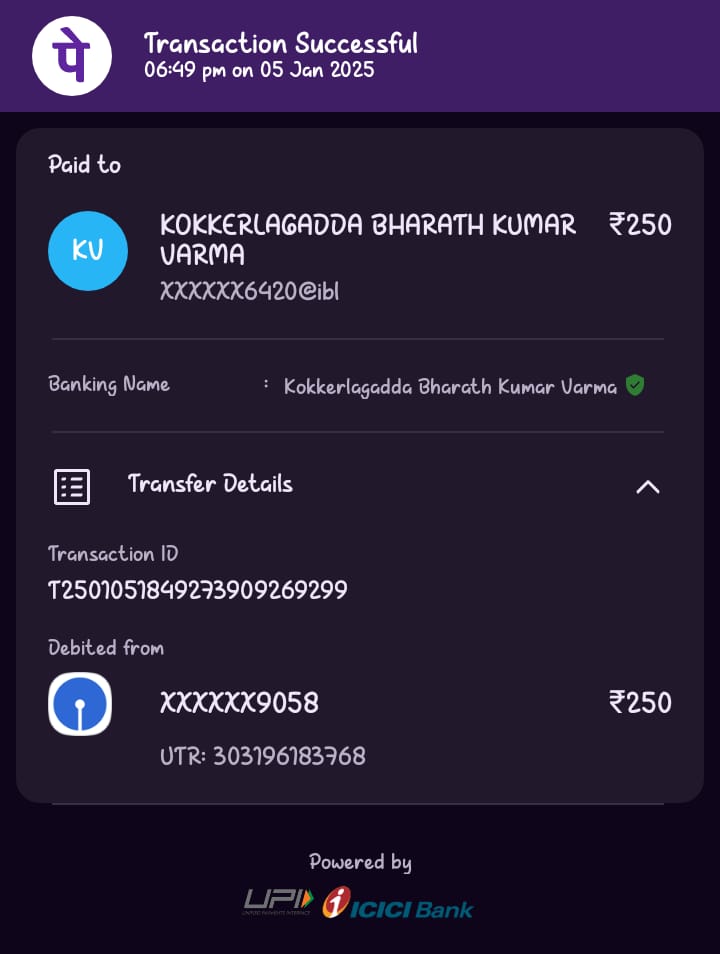 पे
Transaction Successful
06:49 pm on 05 Jan 2025
Paid to
KU
KOKKERLAGADDA BHARATH KUMAR
VARMA
₹250
XXXXXX6420@ibl
Banking Name : Kokkerlagadda Bharath Kumar Varma
Transfer Details
Transaction ID
T2501051849273909269299
Debited from
XXXXXX9058 ₹250
UTR: 303196183768
Powered by
UPI ICICI Bank
UNIFIED PAYMENTS INTERFACE